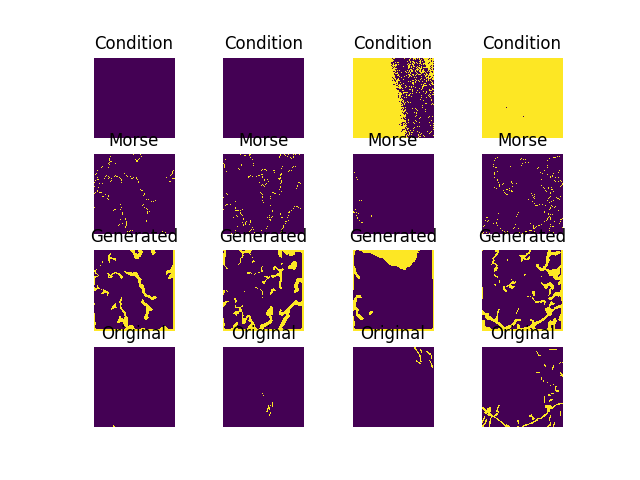 Condition Condition Condition Condition
Morse Morse Morse Morse
Generated Generated Generated Generated
Original Original Original Original